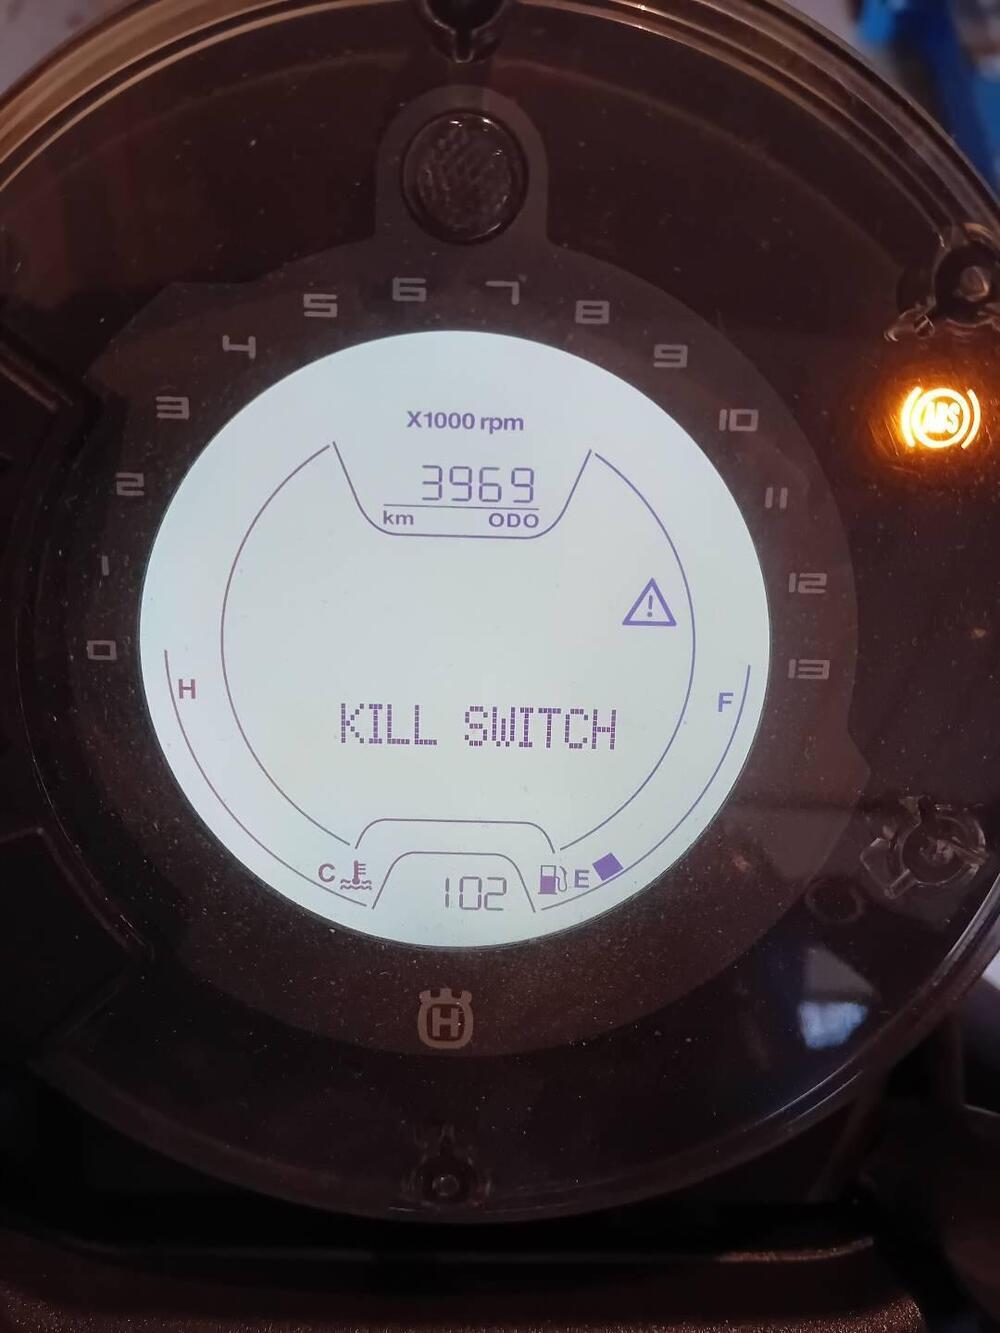 5 6 7 8
4 9
3 10
X1000 rpm
2 3969 11
km ODO
1 12
0 13
H F
KILL SWITCH
C E
102
H
ABS